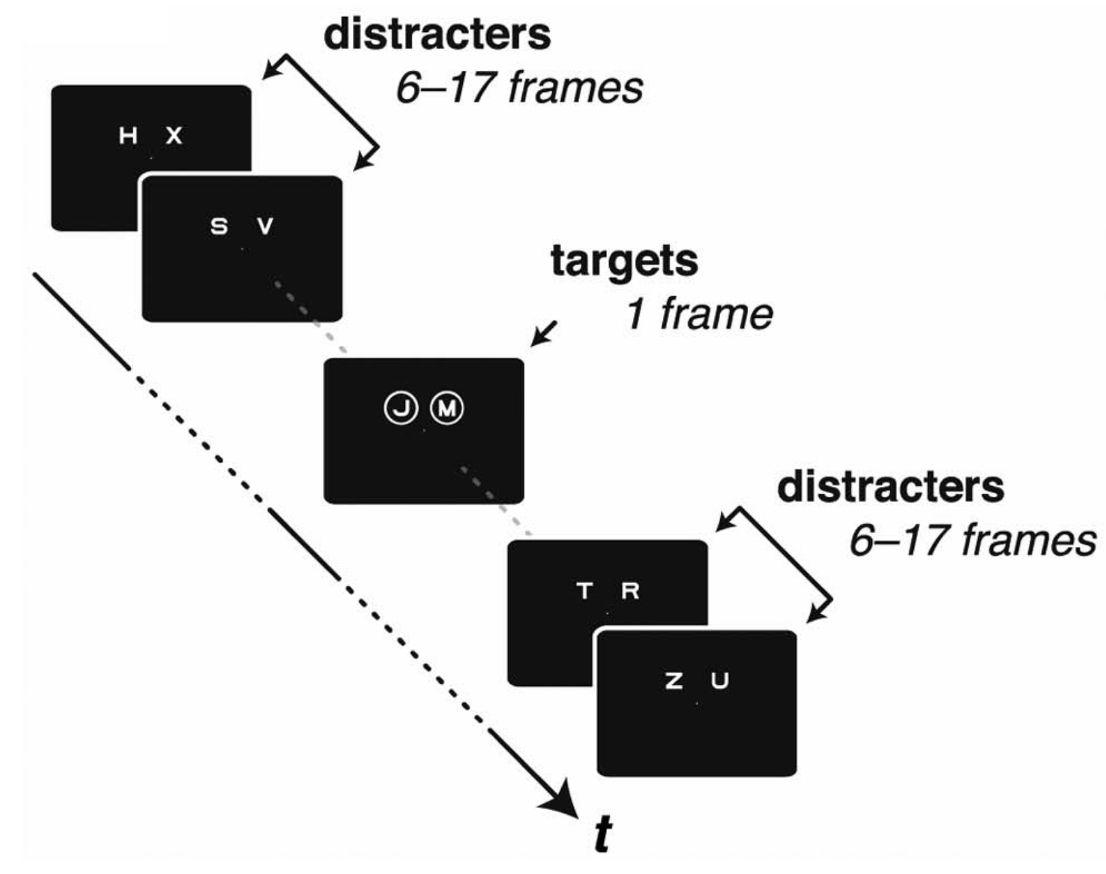 distracters
6–17 frames
H X
S V
targets
1 frame
J M
distracters
6–17 frames
T R
Z U
t